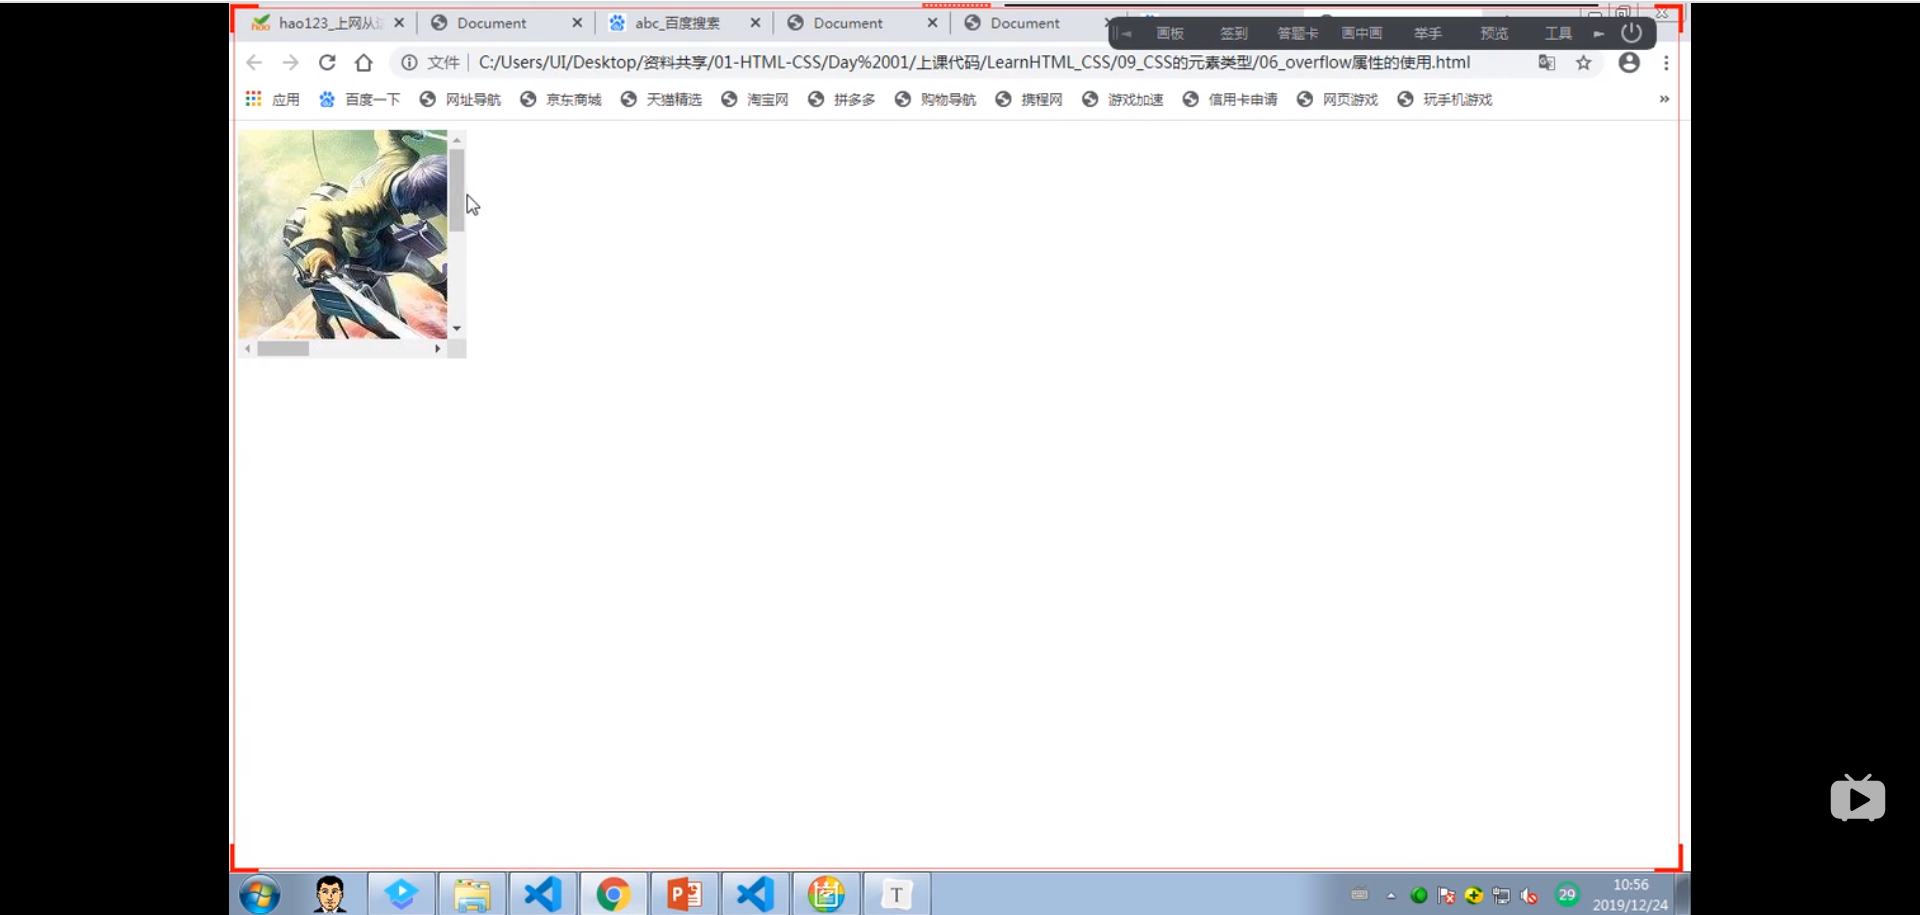 hao123_上网从
Document
abc_百度搜索
Document
Document
画板 签到 答题卡 画中画 举手 预览 工具
文件 C:/Users/UI/Desktop/资料共享/01-HTML-CSS/Day%2001/上课代码/LearnHTML_CSS/09_CSS的元素类型/06_overflow属性的使用.html
应用 百度一下 网址导航 京东商城 天猫精选 淘宝网 拼多多 购物导航 携程网 游戏加速 信用卡申请 网页游戏 玩手机游戏
T
29
10:56
2019/12/24